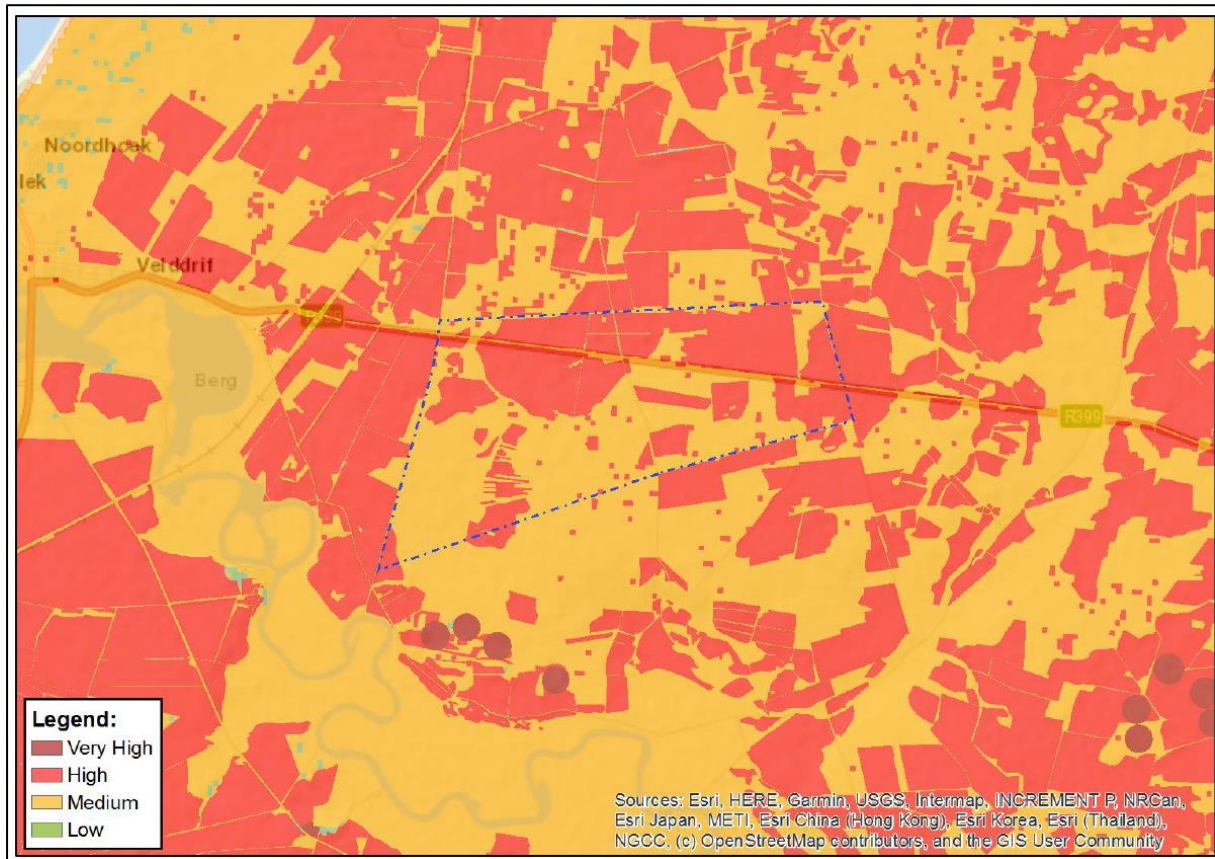 Noordhoek
lek
Velddrif
Berg
R399
Legend:
Very High
High
Medium
Low
Sources: Esri, HERE, Garmin, USGS, Intermap, INCREMENT P, NRCan,
Esri Japan, METI, Esri China (Hong Kong), Esri Korea, Esri (Thailand),
NGCC, (c) OpenStreetMap contributors, and the GIS User Community